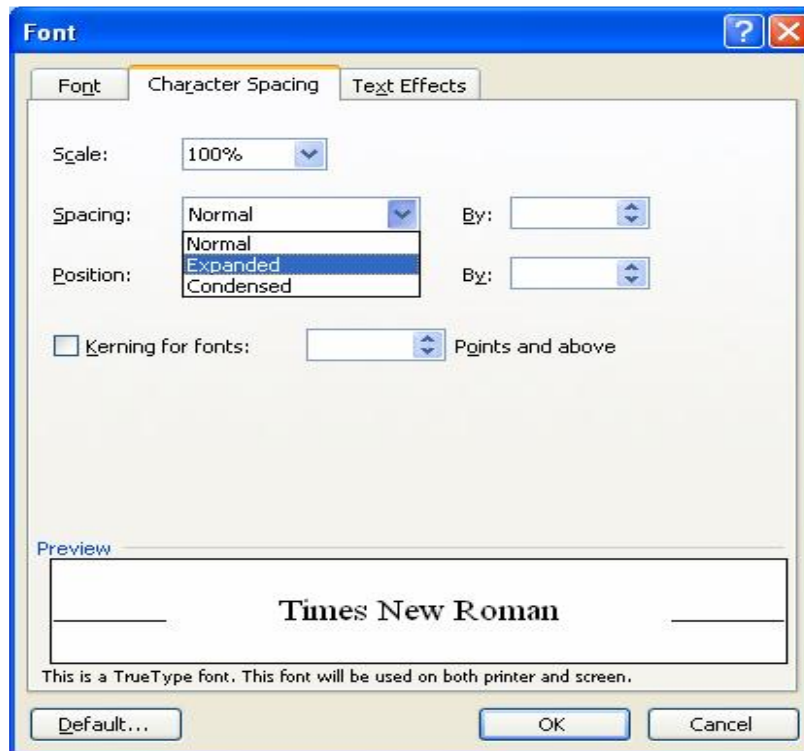 Font
Font Character Spacing Text Effects
Scale: 100%
Spacing: Normal By:
Normal
Expanded
Position: By:
Condensed
Kerning for fonts: Points and above
Preview
Times New Roman
This is a TrueType font. This font will be used on both printer and screen.
Default... OK Cancel